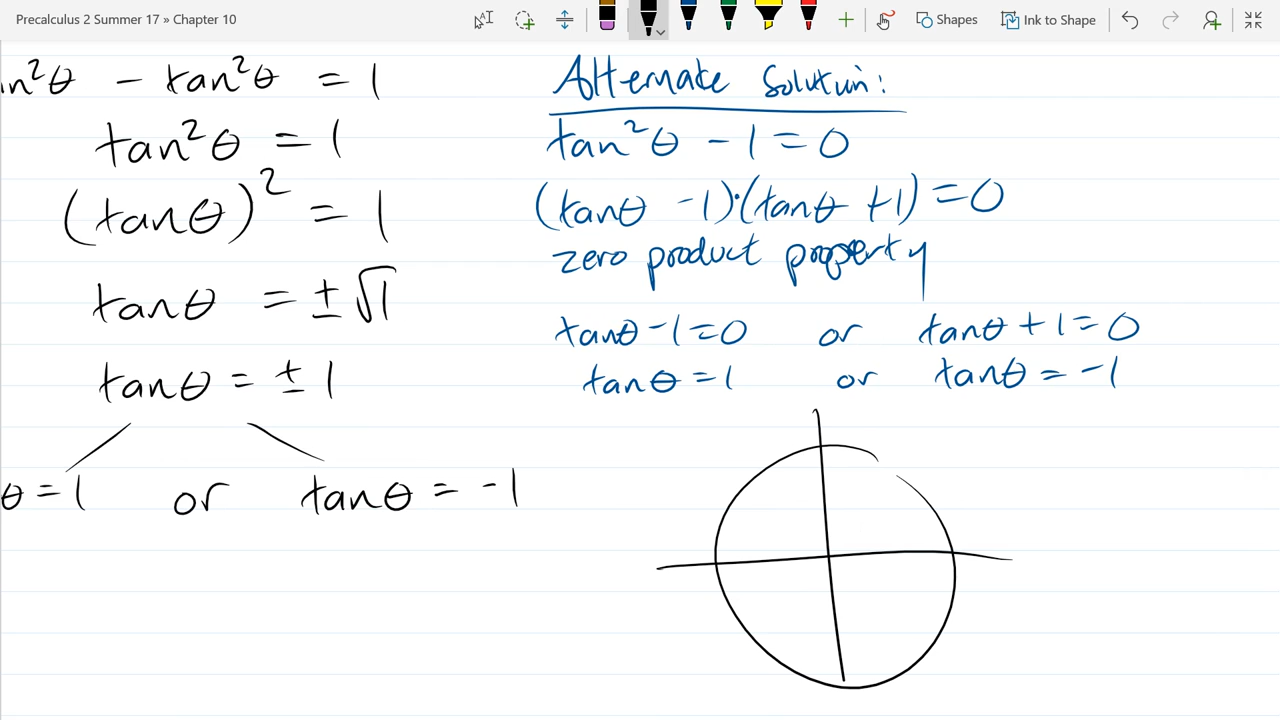 Precalculus 2 Summer 17 » Chapter 10
Shapes
Ink to Shape
n²θ − tan²θ = 1
tan²θ = 1
(tanθ)² = 1
tanθ = ±√1
tanθ = ±1
θ = 1 or tanθ = −1
Alternate Solution:
tan²θ − 1 = 0
(tanθ − 1)·(tanθ + 1) = 0
zero product property
tanθ − 1 = 0 or tanθ + 1 = 0
tanθ = 1 or tanθ = −1